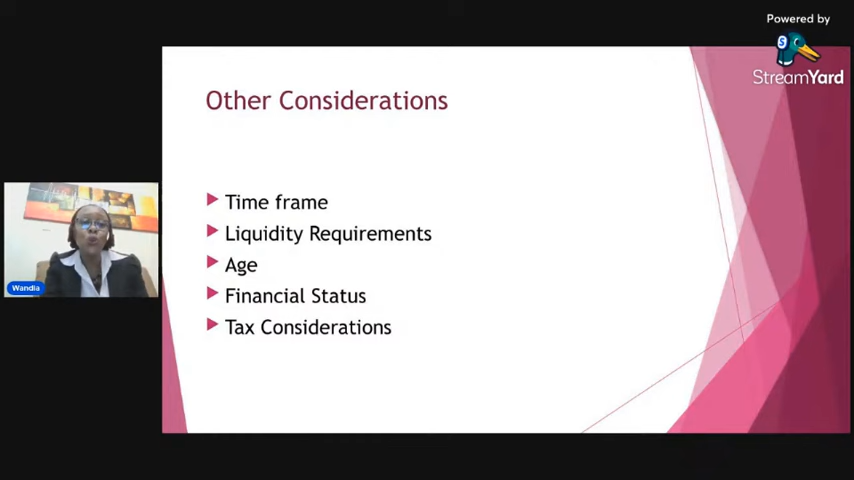 Powered by
StreamYard
Other Considerations
Time frame
Liquidity Requirements
Age
Financial Status
Tax Considerations
Wandia